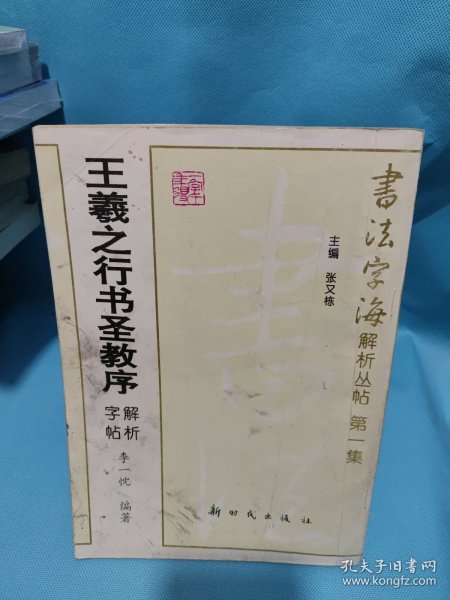 書法字海
解析丛帖 第一集
主编 张又栋
王羲之行书圣教序
解析
字帖
李一忱 编著
新时代出版社
書法
孔夫子旧书网
www.kongfz.com